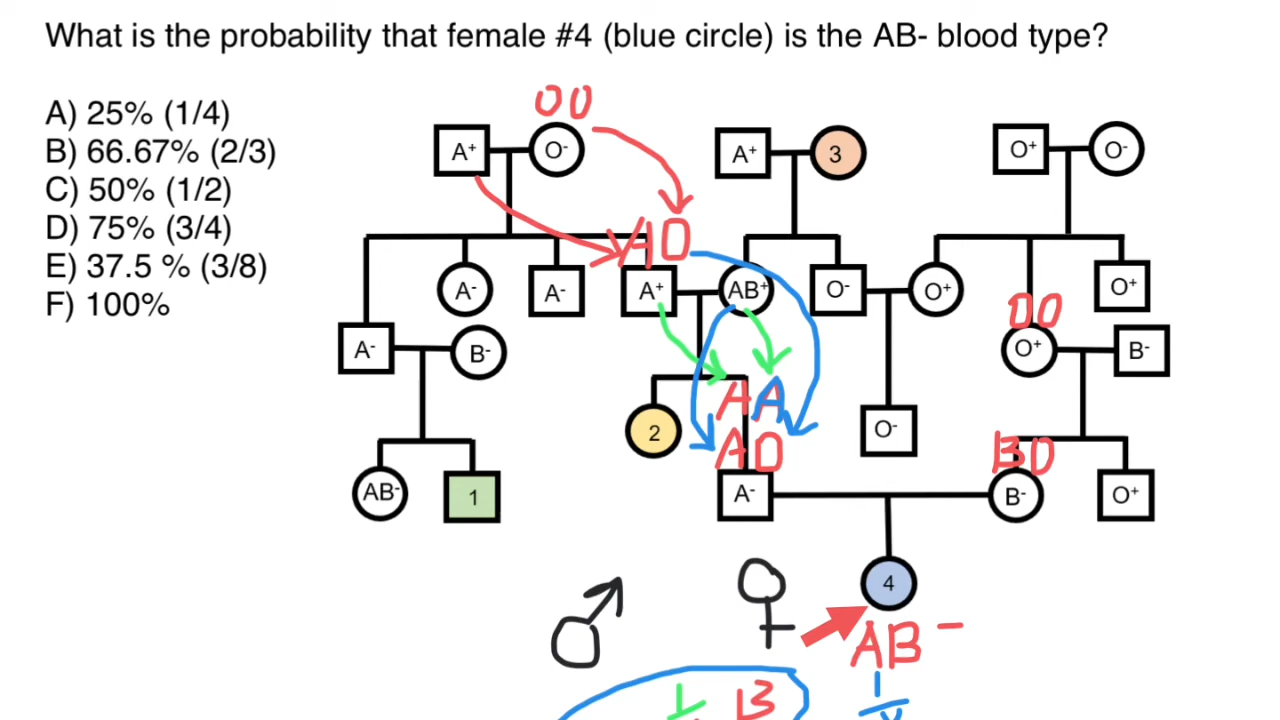 What is the probability that female #4 (blue circle) is the AB- blood type?
A) 25% (1/4)
B) 66.67% (2/3)
C) 50% (1/2)
D) 75% (3/4)
E) 37.5 % (3/8)
F) 100%
OO
A+ O- A+ 3 O+ O-
AO
A- A- A+ AB+ O- O+ O+
OO
A- B- O+ B-
AA
2 O-
AO BO
AB- 1 A- B- O+
4
AB-
B
1